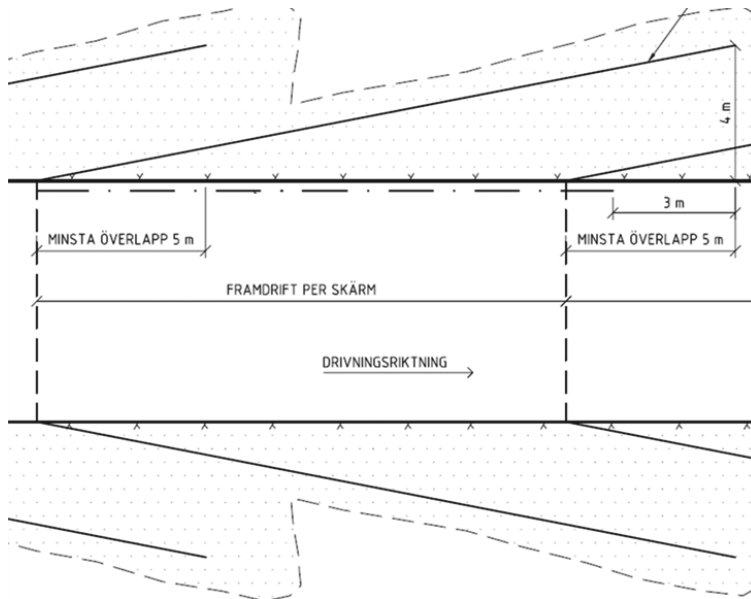 4 m
3 m
MINSTA ÖVERLAPP 5 m
MINSTA ÖVERLAPP 5 m
FRAMDRIFT PER SKÄRM
DRIVNINGSRIKTNING